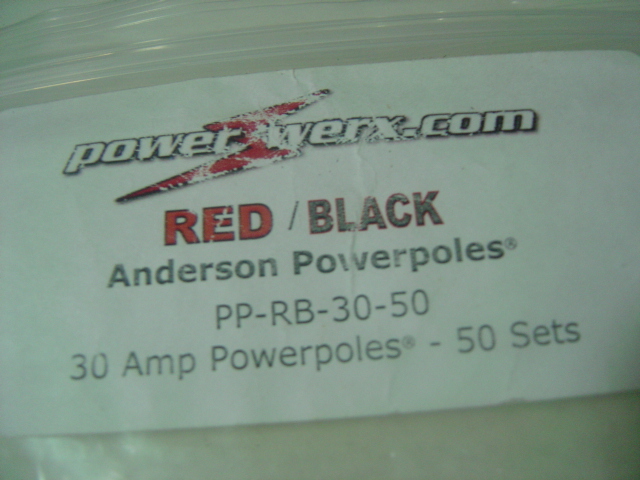 powerwerx.com
RED / BLACK
Anderson Powerpoles®
PP-RB-30-50
30 Amp Powerpoles® - 50 Sets